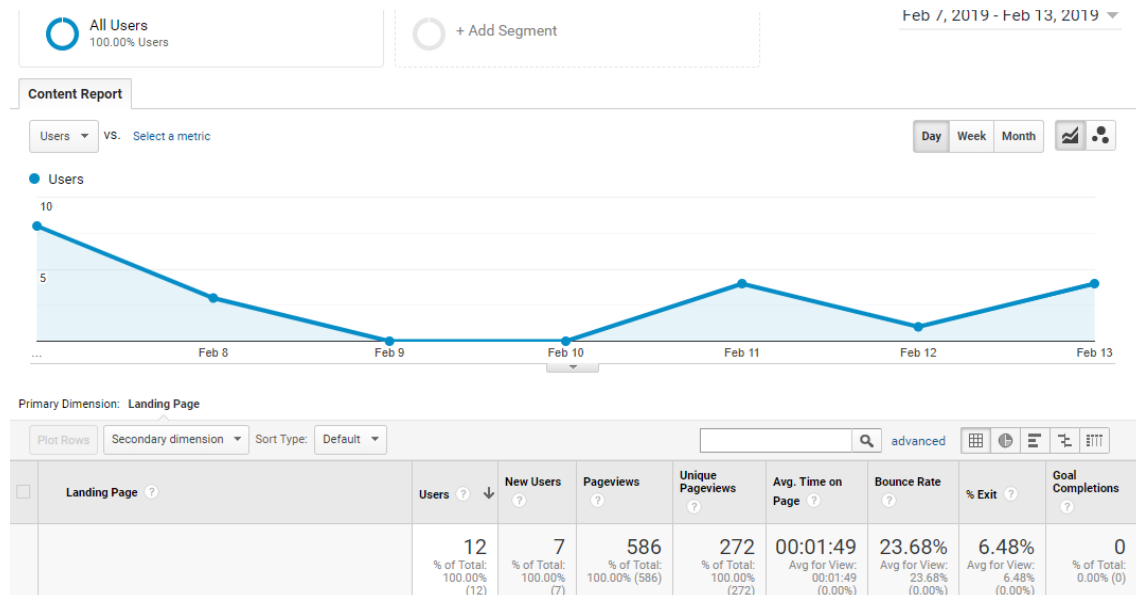 All Users
100.00% Users
+ Add Segment
Feb 7, 2019 - Feb 13, 2019
Content Report
Users
VS.
Select a metric
Day
Week
Month
Users
10
5
...
Feb 8
Feb 9
Feb 10
Feb 11
Feb 12
Feb 13
Primary Dimension: Landing Page
Plot Rows
Secondary dimension
Sort Type:
Default
advanced
Landing Page ?
Users ?
New Users
?
Pageviews
?
Unique
Pageviews
?
Avg. Time on
Page ?
Bounce Rate
?
% Exit ?
Goal
Completions
?
12
% of Total:
100.00%
(12)
7
% of Total:
100.00%
(7)
586
% of Total:
100.00% (586)
272
% of Total:
100.00%
(272)
00:01:49
Avg for View:
00:01:49
(0.00%)
23.68%
Avg for View:
23.68%
(0.00%)
6.48%
Avg for View:
6.48%
(0.00%)
0
% of Total:
0.00% (0)